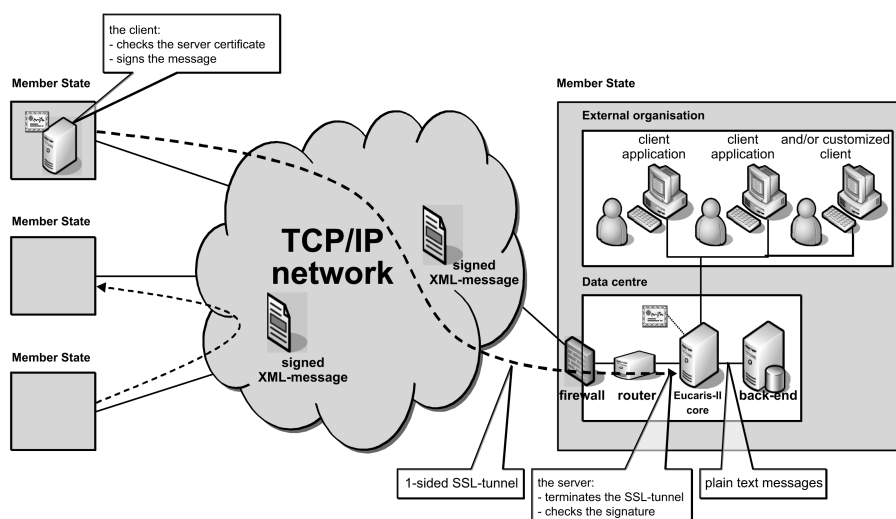 the client:
- checks the server certificate
- signs the message
Member State
Member State
External organisation
client
application
client
application
and/or customized
client
TCP/IP
network
signed
XML-message
Member State
Data centre
signed
XML-message
Member State
firewall
router
Eucaris-II
core
back-end
1-sided SSL-tunnel
the server:
- terminates the SSL-tunnel
- checks the signature
plain text messages